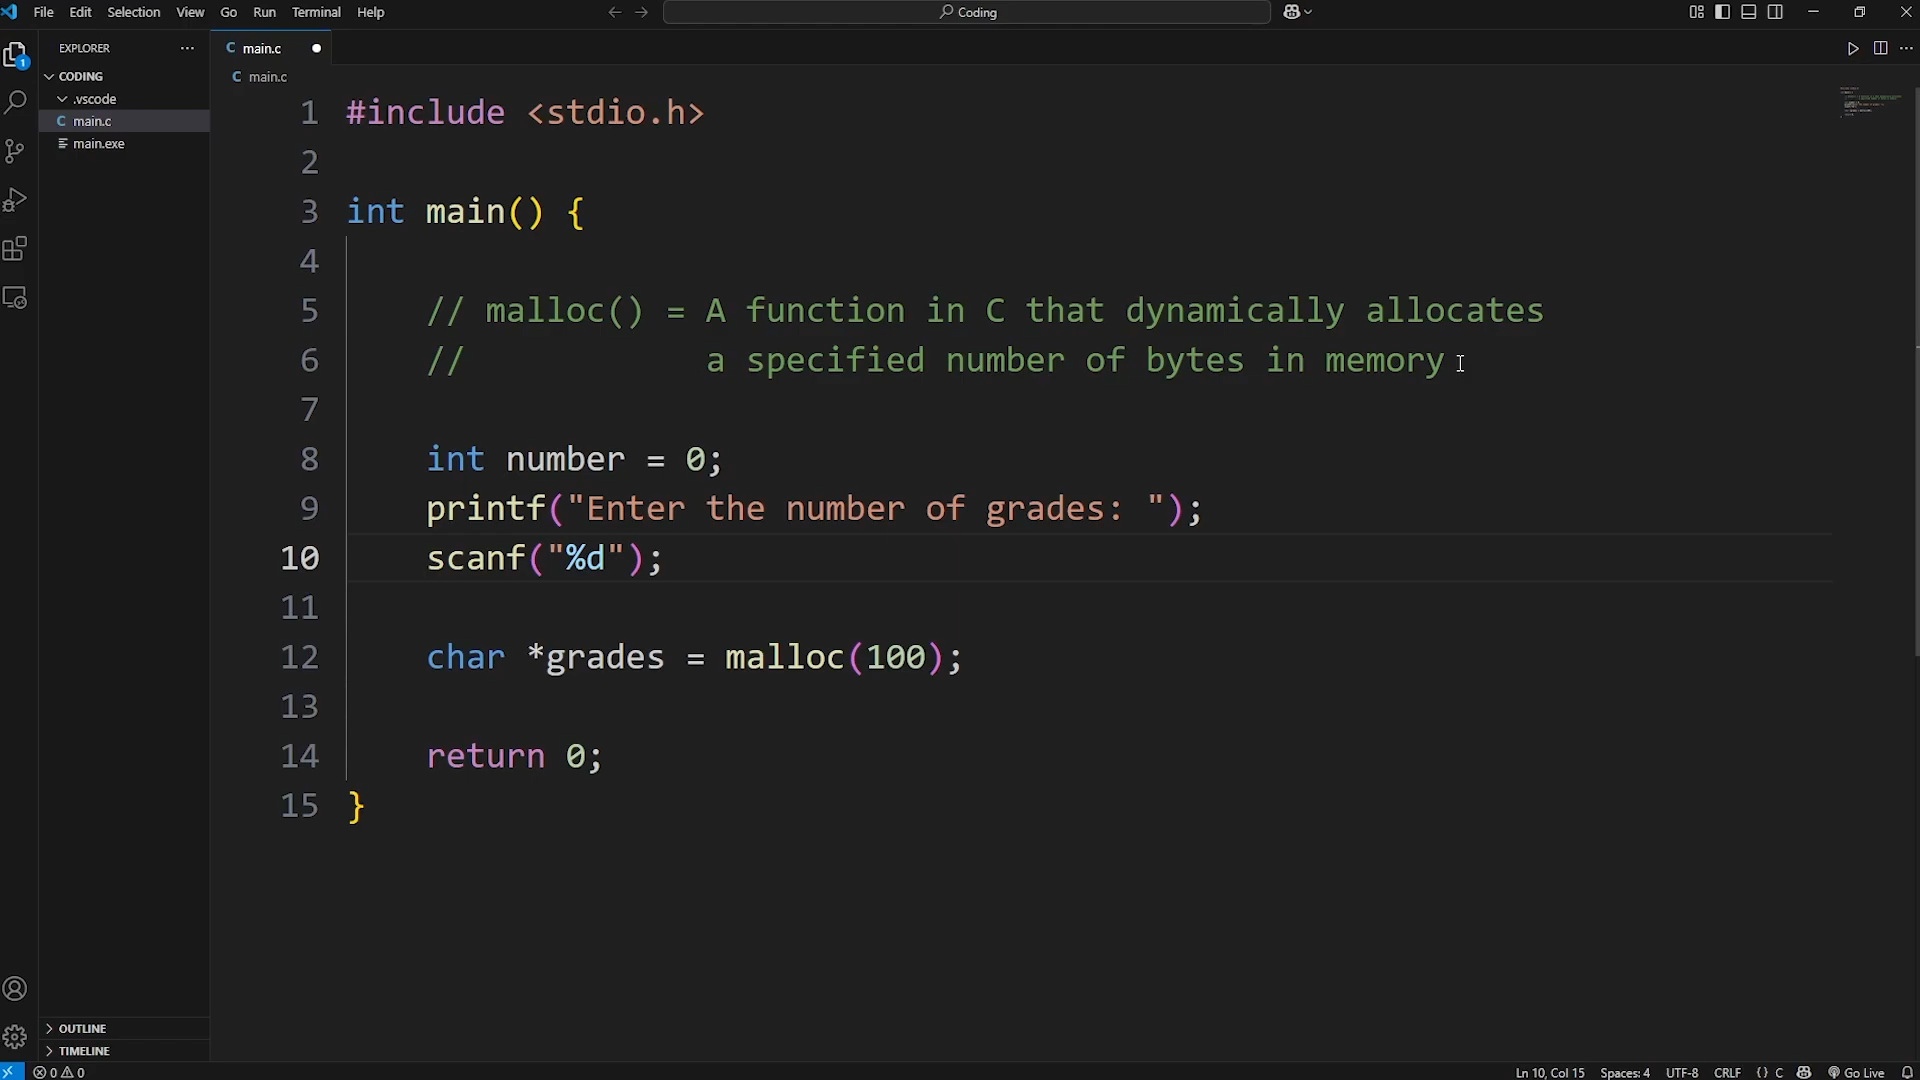 File Edit Selection View Go Run Terminal Help
Coding
EXPLORER
main.c
CODING
.vscode
main.c
main.exe
1
main.c
1 #include <stdio.h>
2
3 int main() {
4
5 // malloc() = A function in C that dynamically allocates
6 // a specified number of bytes in memory
7
8 int number = 0;
9 printf("Enter the number of grades: ");
10 scanf("%d");
11
12 char *grades = malloc(100);
13
14 return 0;
15 }
OUTLINE
TIMELINE
0 0
Ln 10, Col 15 Spaces: 4 UTF-8 CRLF {} C Go Live